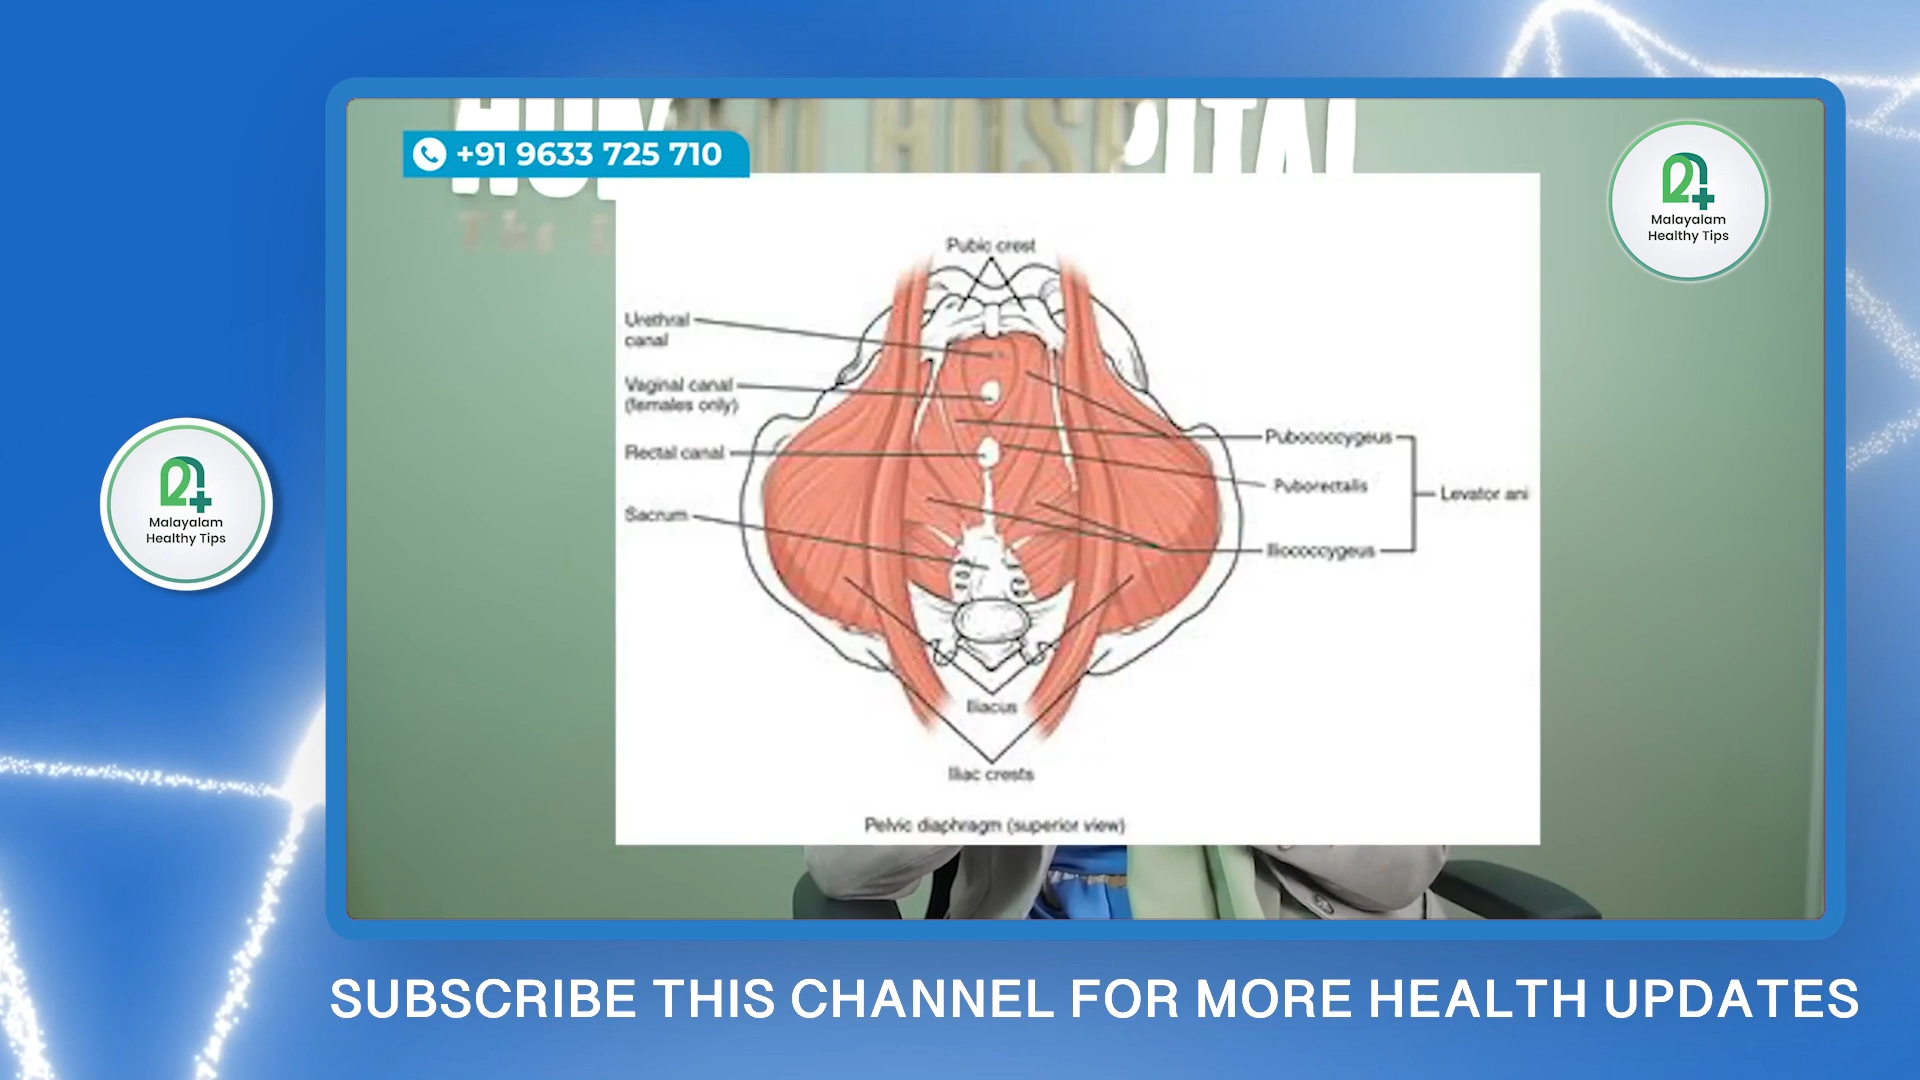 +91 9633 725 710
HOSPITAL
The
Malayalam
Healthy Tips
Pubic crest
Urethral
canal
Vaginal canal
(females only)
Rectal canal
Sacrum
Pubococcygeus
Puborectalis
Levator ani
Iliococcygeus
Iliacus
Iliac crests
Pelvic diaphragm (superior view)
Malayalam
Healthy Tips
SUBSCRIBE THIS CHANNEL FOR MORE HEALTH UPDATES